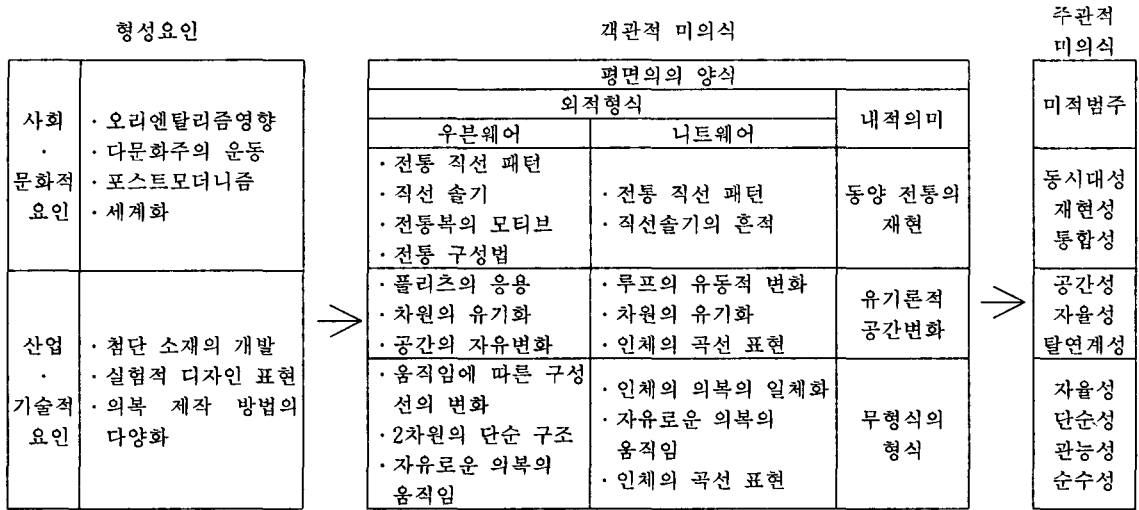 형성요인
객관적 미의식
주관적
미의식
사회
·
문화적
요인
· 오리엔탈리즘영향
· 다문화주의 운동
· 포스트모더니즘
· 세계화
산업
·
기술적
요인
· 첨단 소재의 개발
· 실험적 디자인 표현
· 의복 제작 방법의
다양화
평면의의 양식
외적형식
내적의미
우븐웨어
니트웨어
· 전통 직선 패턴
· 직선 솔기
· 전통복의 모티브
· 전통 구성법
· 전통 직선 패턴
· 직선솔기의 흔적
동양 전통의
재현
· 플리츠의 응용
· 차원의 유기화
· 공간의 자유변화
· 루프의 유동적 변화
· 차원의 유기화
· 인체의 곡선 표현
유기론적
공간변화
· 움직임에 따른 구성
선의 변화
· 2차원의 단순 구조
· 자유로운 의복의
움직임
· 인체의 의복의 일체화
· 자유로운 의복의
움직임
· 인체의 곡선 표현
무형식의
형식
미적범주
동시대성
재현성
통합성
공간성
자율성
탈연계성
자율성
단순성
관능성
순수성